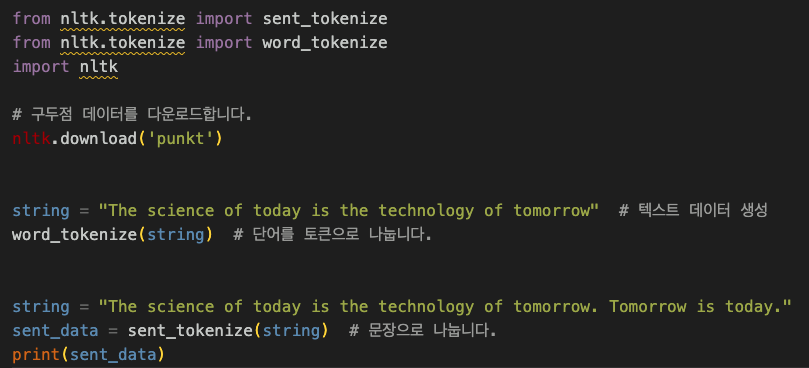 from nltk.tokenize import sent_tokenize
from nltk.tokenize import word_tokenize
import nltk
# 구두점 데이터를 다운로드합니다.
nltk.download('punkt')
string = "The science of today is the technology of tomorrow"  # 텍스트 데이터 생성
word_tokenize(string)  # 단어를 토큰으로 나눕니다.
string = "The science of today is the technology of tomorrow. Tomorrow is today."
sent_data = sent_tokenize(string)  # 문장으로 나눕니다.
print(sent_data)